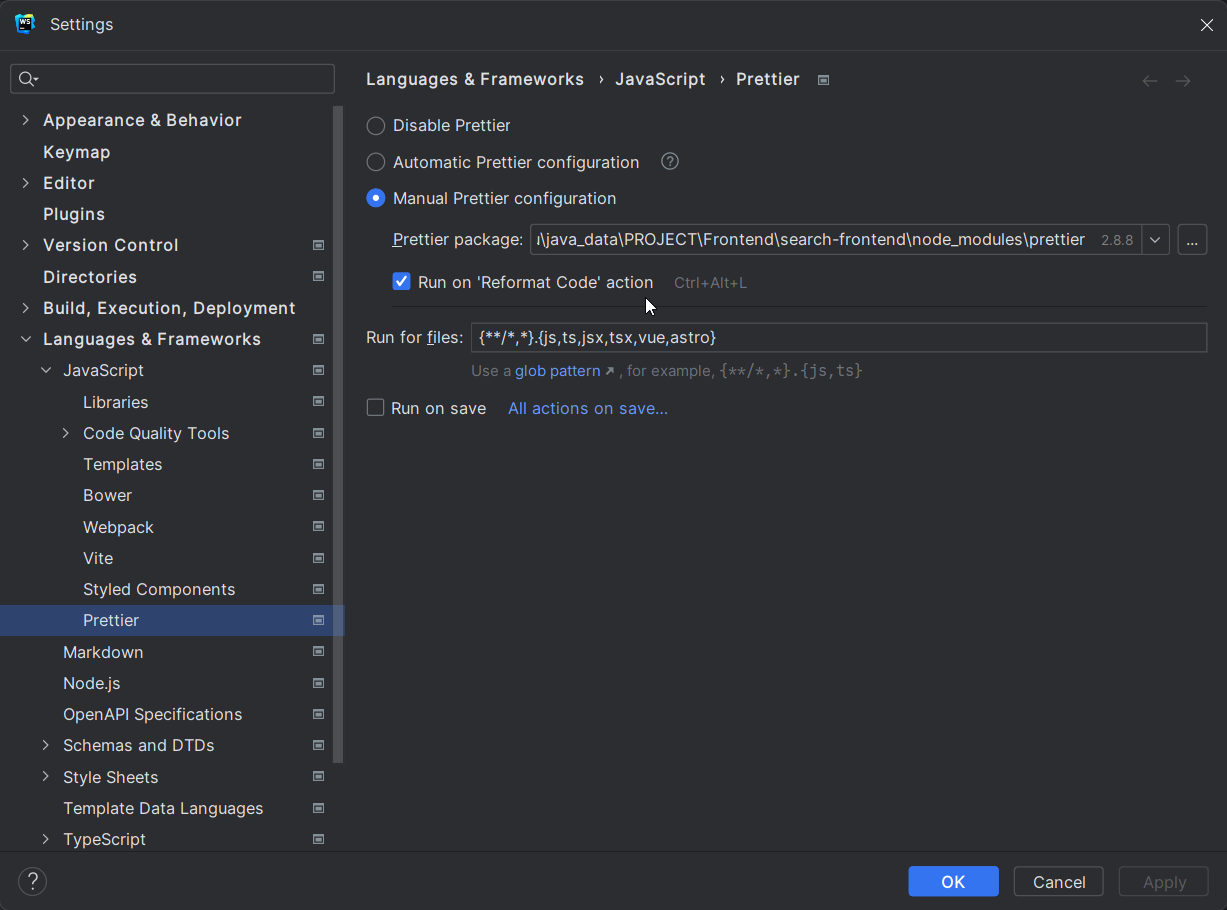 WS
Settings
Languages & Frameworks › JavaScript › Prettier
Appearance & Behavior
Keymap
Editor
Plugins
Version Control
Directories
Build, Execution, Deployment
Languages & Frameworks
JavaScript
Libraries
Code Quality Tools
Templates
Bower
Webpack
Vite
Styled Components
Prettier
Markdown
Node.js
OpenAPI Specifications
Schemas and DTDs
Style Sheets
Template Data Languages
TypeScript
Disable Prettier
Automatic Prettier configuration ?
Manual Prettier configuration
Prettier package: \java_data\PROJECT\Frontend\search-frontend\node_modules\prettier 2.8.8 ...
Run on 'Reformat Code' action Ctrl+Alt+L
Run for files: {**/*,*}.{js,ts,jsx,tsx,vue,astro}
Use a glob pattern ↗ , for example, {**/*,*}.{js,ts}
Run on save All actions on save...
? OK Cancel Apply